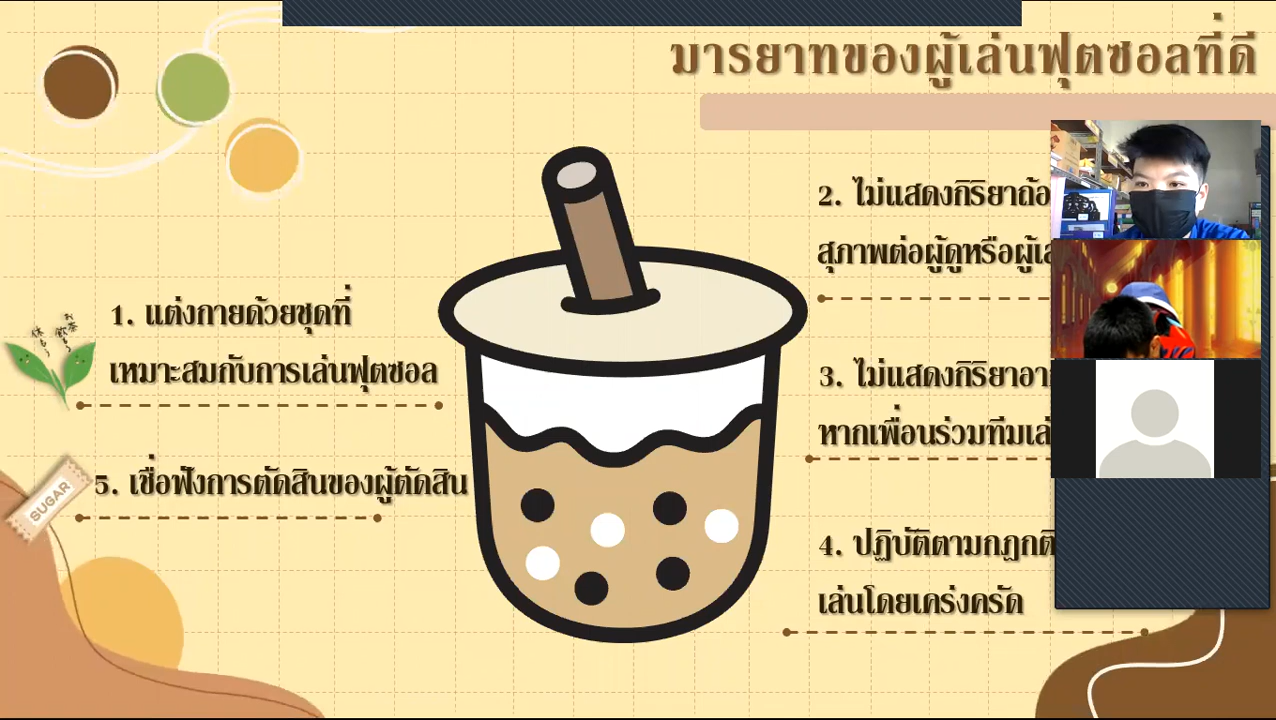 มารยาทของผู้เล่นฟุตซอลที่ดี
1. แต่งกายด้วยชุดที่
เหมาะสมกับการเล่นฟุตซอล
2. ไม่แสดงกิริยาถ้อ
สุภาพต่อผู้ดูหรือผู้เล
3. ไม่แสดงกิริยาอา
หากเพื่อนร่วมทีมเล่
4. ปฏิบัติตามกฎกติ
เล่นโดยเคร่งครัด
5. เชื่อฟังการตัดสินของผู้ตัดสิน
SUGAR